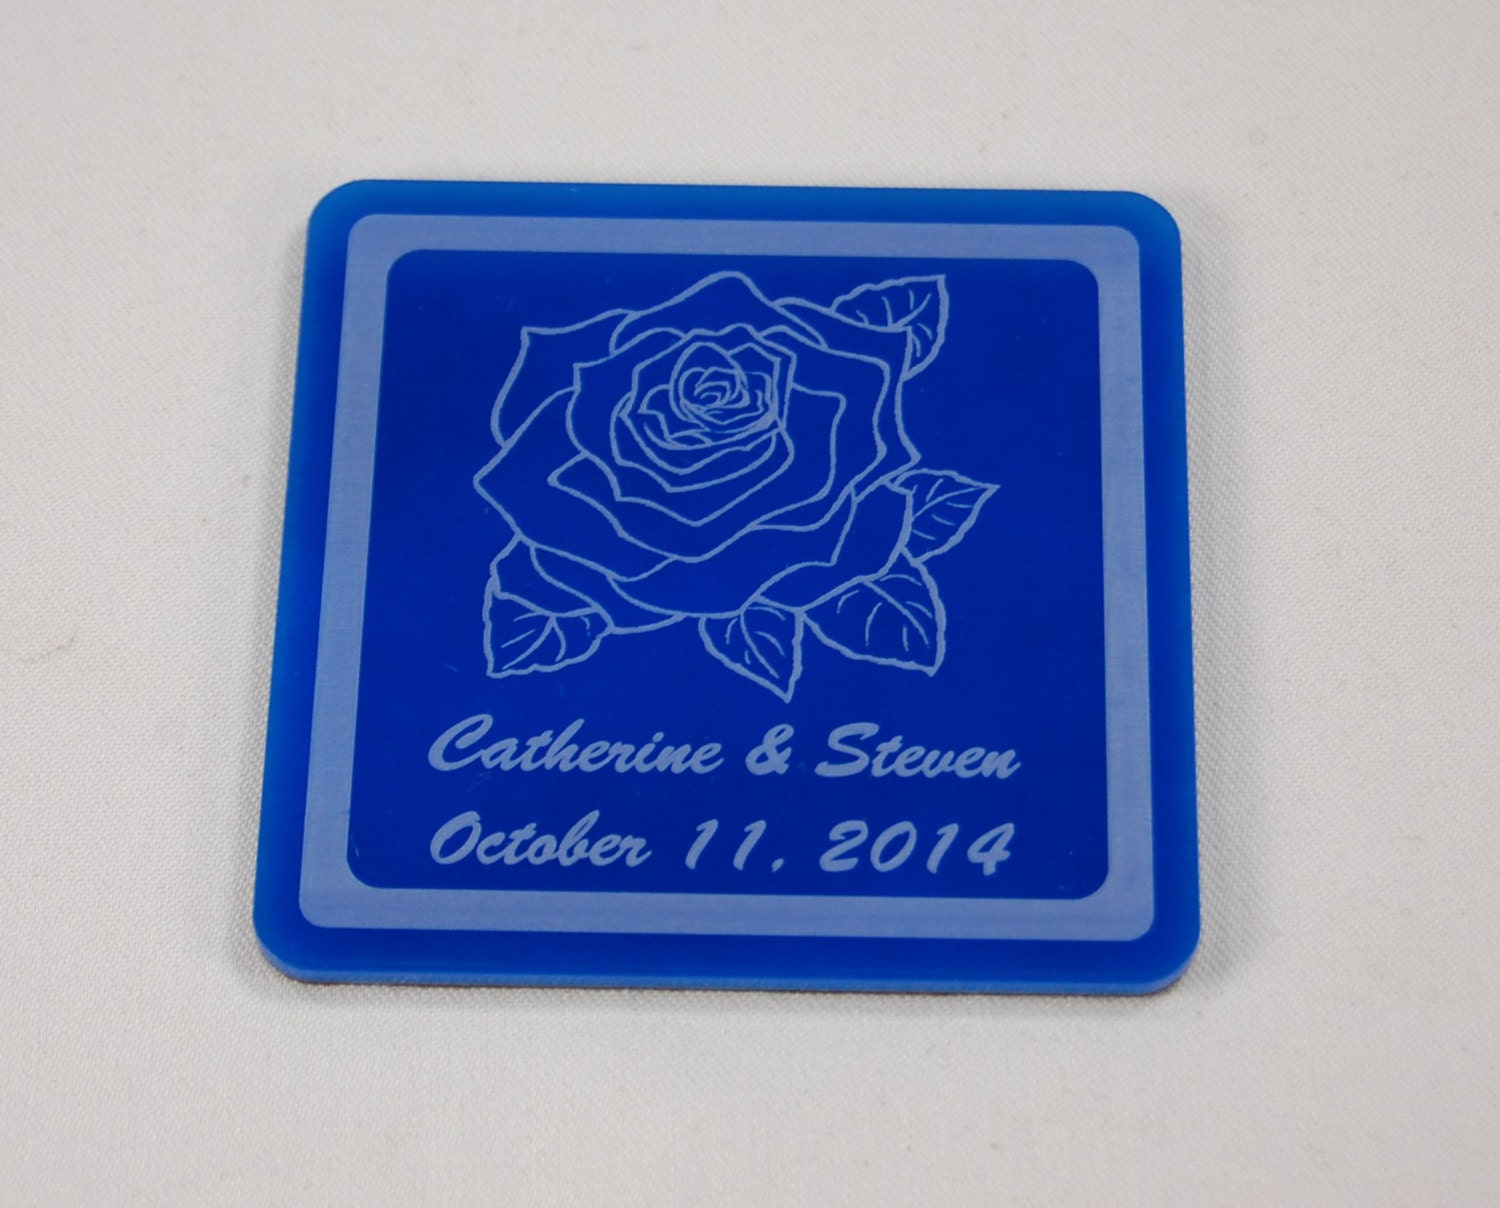 Catherine & Steven
October 11, 2014